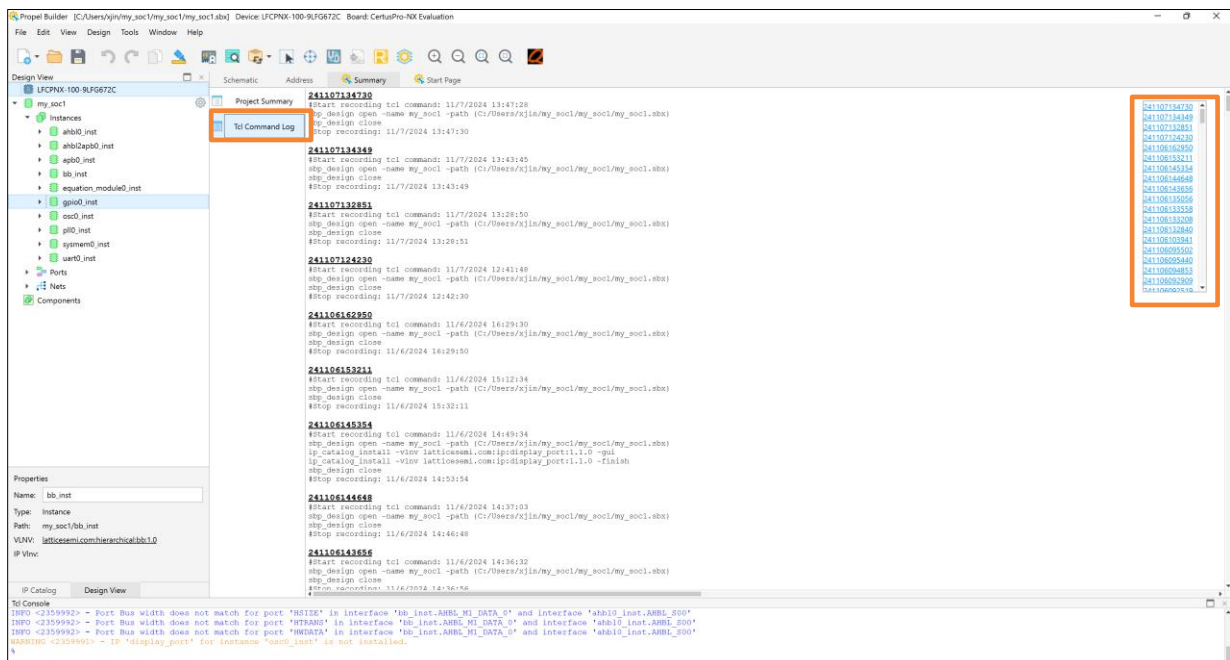 Propel Builder [C:/Users/xjin/my_soc1/my_soc1/my_soc1.sbx] Device: LFCPNX-100-9LFG672C Board: CertusPro-NX Evaluation
File Edit View Design Tools Window Help
Design View
LFCPNX-100-9LFG672C
my_soc1
Instances
ahbl0_inst
ahbl2apb0_inst
apb0_inst
bb_inst
equation_module0_inst
gpio0_inst
osc0_inst
pll0_inst
sysmem0_inst
uart0_inst
Ports
Nets
Components
Properties
Name: bb_inst
Type: Instance
Path: my_soc1/bb_inst
VLNV: latticesemi.com:hierarchical:bb:1.0
IP Vlnv:
IP Catalog Design View
Schematic Address Summary Start Page
Project Summary
Tcl Command Log
241107134730
#Start recording tcl command: 11/7/2024 13:47:28
sbp_design open -name my_soc1 -path {C:/Users/xjin/my_soc1/my_soc1/my_soc1.sbx}
sbp_design close
#Stop recording: 11/7/2024 13:47:30
241107134349
#Start recording tcl command: 11/7/2024 13:43:45
sbp_design open -name my_soc1 -path {C:/Users/xjin/my_soc1/my_soc1/my_soc1.sbx}
sbp_design close
#Stop recording: 11/7/2024 13:43:49
241107132851
#Start recording tcl command: 11/7/2024 13:28:50
sbp_design open -name my_soc1 -path {C:/Users/xjin/my_soc1/my_soc1/my_soc1.sbx}
sbp_design close
#Stop recording: 11/7/2024 13:28:51
241107124230
#Start recording tcl command: 11/7/2024 12:41:48
sbp_design open -name my_soc1 -path {C:/Users/xjin/my_soc1/my_soc1/my_soc1.sbx}
sbp_design close
#Stop recording: 11/7/2024 12:42:30
241106162950
#Start recording tcl command: 11/6/2024 16:29:30
sbp_design open -name my_soc1 -path {C:/Users/xjin/my_soc1/my_soc1/my_soc1.sbx}
sbp_design close
#Stop recording: 11/6/2024 16:29:50
241106153211
#Start recording tcl command: 11/6/2024 15:12:34
sbp_design open -name my_soc1 -path {C:/Users/xjin/my_soc1/my_soc1/my_soc1.sbx}
sbp_design close
#Stop recording: 11/6/2024 15:32:11
241106145354
#Start recording tcl command: 11/6/2024 14:49:34
sbp_design open -name my_soc1 -path {C:/Users/xjin/my_soc1/my_soc1/my_soc1.sbx}
ip_catalog_install -vlnv latticesemi.com:ip:display_port:1.1.0 -gui
ip_catalog_install -vlnv latticesemi.com:ip:display_port:1.1.0 -finish
sbp_design close
#Stop recording: 11/6/2024 14:53:54
241106144648
#Start recording tcl command: 11/6/2024 14:37:03
sbp_design open -name my_soc1 -path {C:/Users/xjin/my_soc1/my_soc1/my_soc1.sbx}
sbp_design close
#Stop recording: 11/6/2024 14:46:48
241106143656
#Start recording tcl command: 11/6/2024 14:36:32
sbp_design open -name my_soc1 -path {C:/Users/xjin/my_soc1/my_soc1/my_soc1.sbx}
sbp_design close
#Stop recording: 11/6/2024 14:36:56
241107134730
241107134349
241107132851
241107124230
241106162950
241106153211
241106145354
241106144648
241106143656
241106135056
241106133558
241106133208
241106132840
241106103941
241106095502
241106095440
241106094853
241106092909
241106092519
Tcl Console
INFO <2359992> - Port Bus width does not match for port 'HSIZE' in interface 'bb_inst.AHBL_M1_DATA_0' and interface 'ahbl0_inst.AHBL_S00'
INFO <2359992> - Port Bus width does not match for port 'HTRANS' in interface 'bb_inst.AHBL_M1_DATA_0' and interface 'ahbl0_inst.AHBL_S00'
INFO <2359992> - Port Bus width does not match for port 'HWDATA' in interface 'bb_inst.AHBL_M1_DATA_0' and interface 'ahbl0_inst.AHBL_S00'
WARNING <2359991> - IP 'display_port' for instance 'osc0_inst' is not installed.
%